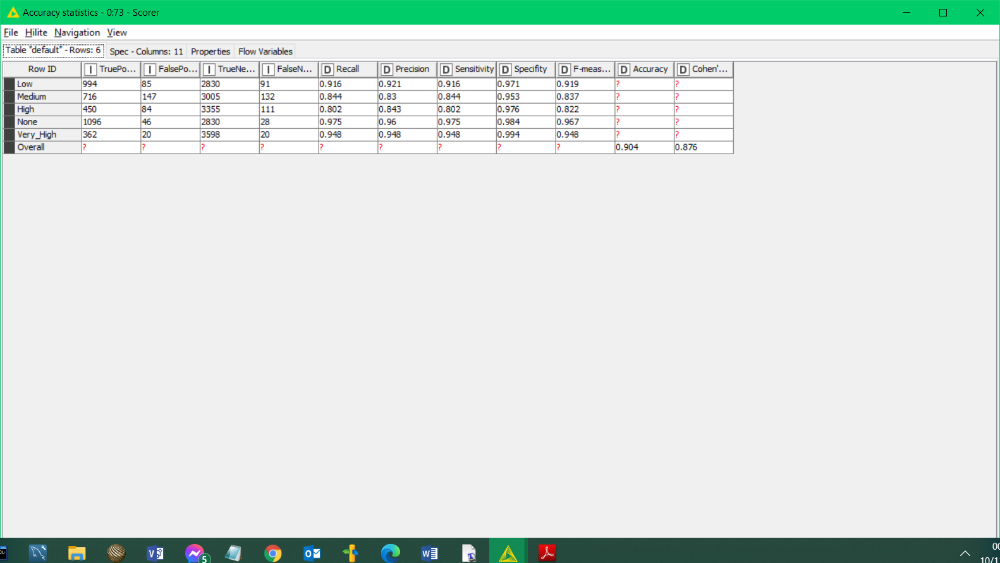 Accuracy statistics - 0:73 - Scorer
File Hilite Navigation View
Table "default" - Rows: 6 Spec - Columns: 11 Properties Flow Variables
Row ID I TruePo... I FalsePo... I TrueNe... I FalseN... D Recall D Precision D Sensitivity D Specifity D F-meas... D Accuracy D Cohen'...
Low 994 85 2830 91 0.916 0.921 0.916 0.971 0.919 ? ?
Medium 716 147 3005 132 0.844 0.83 0.844 0.953 0.837 ? ?
High 450 84 3355 111 0.802 0.843 0.802 0.976 0.822 ? ?
None 1096 46 2830 28 0.975 0.96 0.975 0.984 0.967 ? ?
Very_High 362 20 3598 20 0.948 0.948 0.948 0.994 0.948 ? ?
Overall ? ? ? ? ? ? ? ? ? 0.904 0.876
5
00
10/1